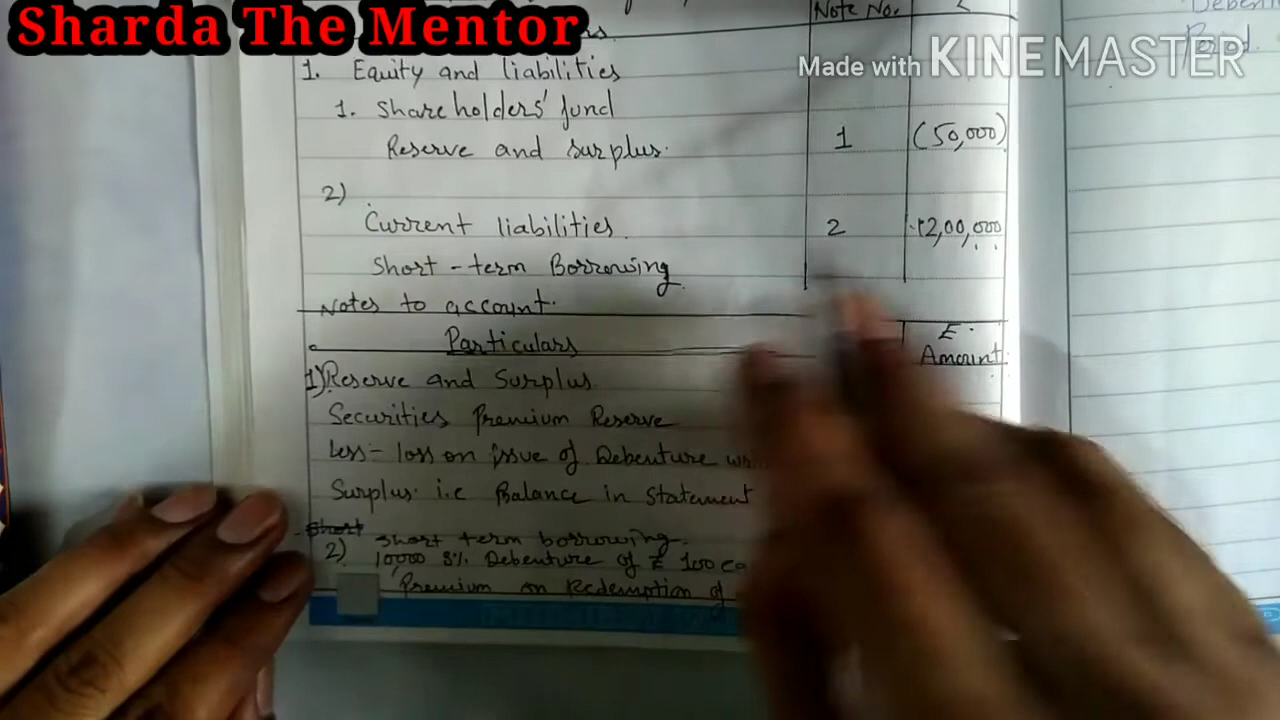 Sharda The Mentor
Made with KINEMASTER
Note No.
1. Equity and liabilities
1. Shareholders' fund
Reserve and surplus. 1 (50,000)
2)
Current liabilities. 2 12,00,000
Short-term Borrowing
Notes to account.
Particulars Amount
1) Reserve and Surplus
Securities Premium Reserve
Less- loss on issue of Debenture
Surplus i.e Balance in statement
short term borrowing.
2) 10,000 8% Debenture of ₹ 100
Premium on Redemption of